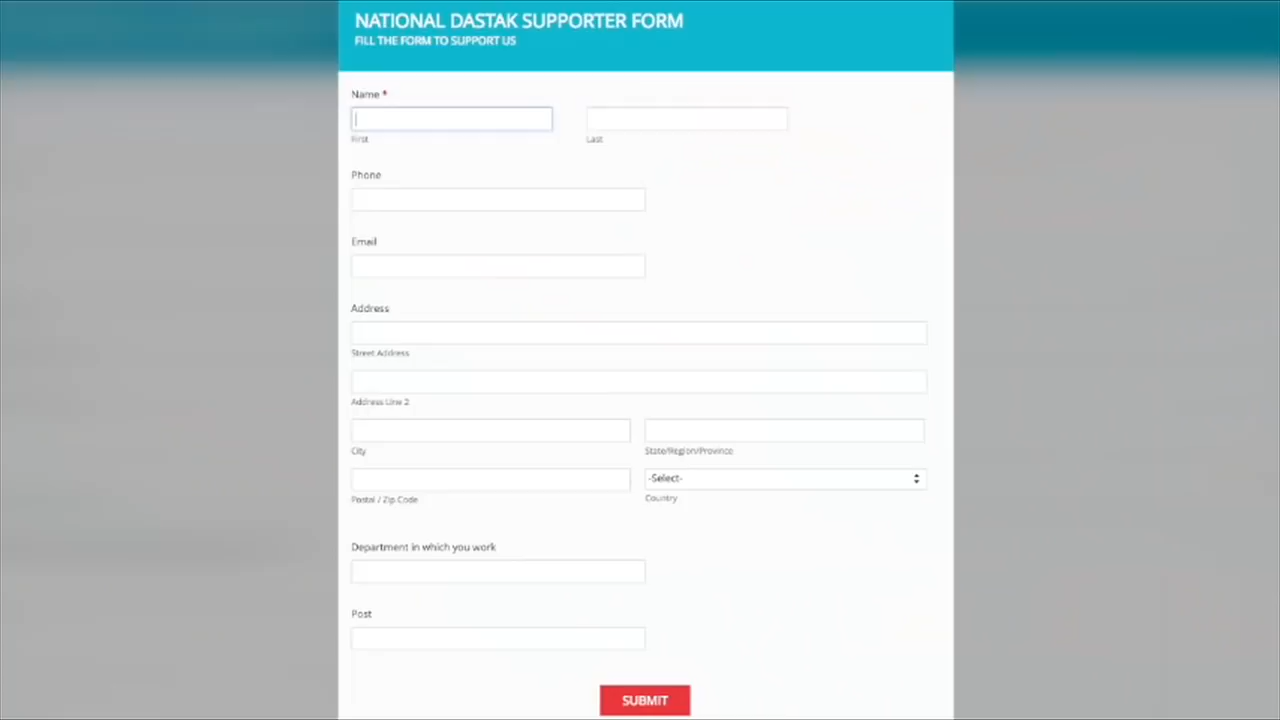 NATIONAL DASTAK SUPPORTER FORM
FILL THE FORM TO SUPPORT US
Name *
First Last
Phone
Email
Address
Street Address
Address Line 2
City State/Region/Province
-Select-
Postal / Zip Code Country
Department in which you work
Post
SUBMIT